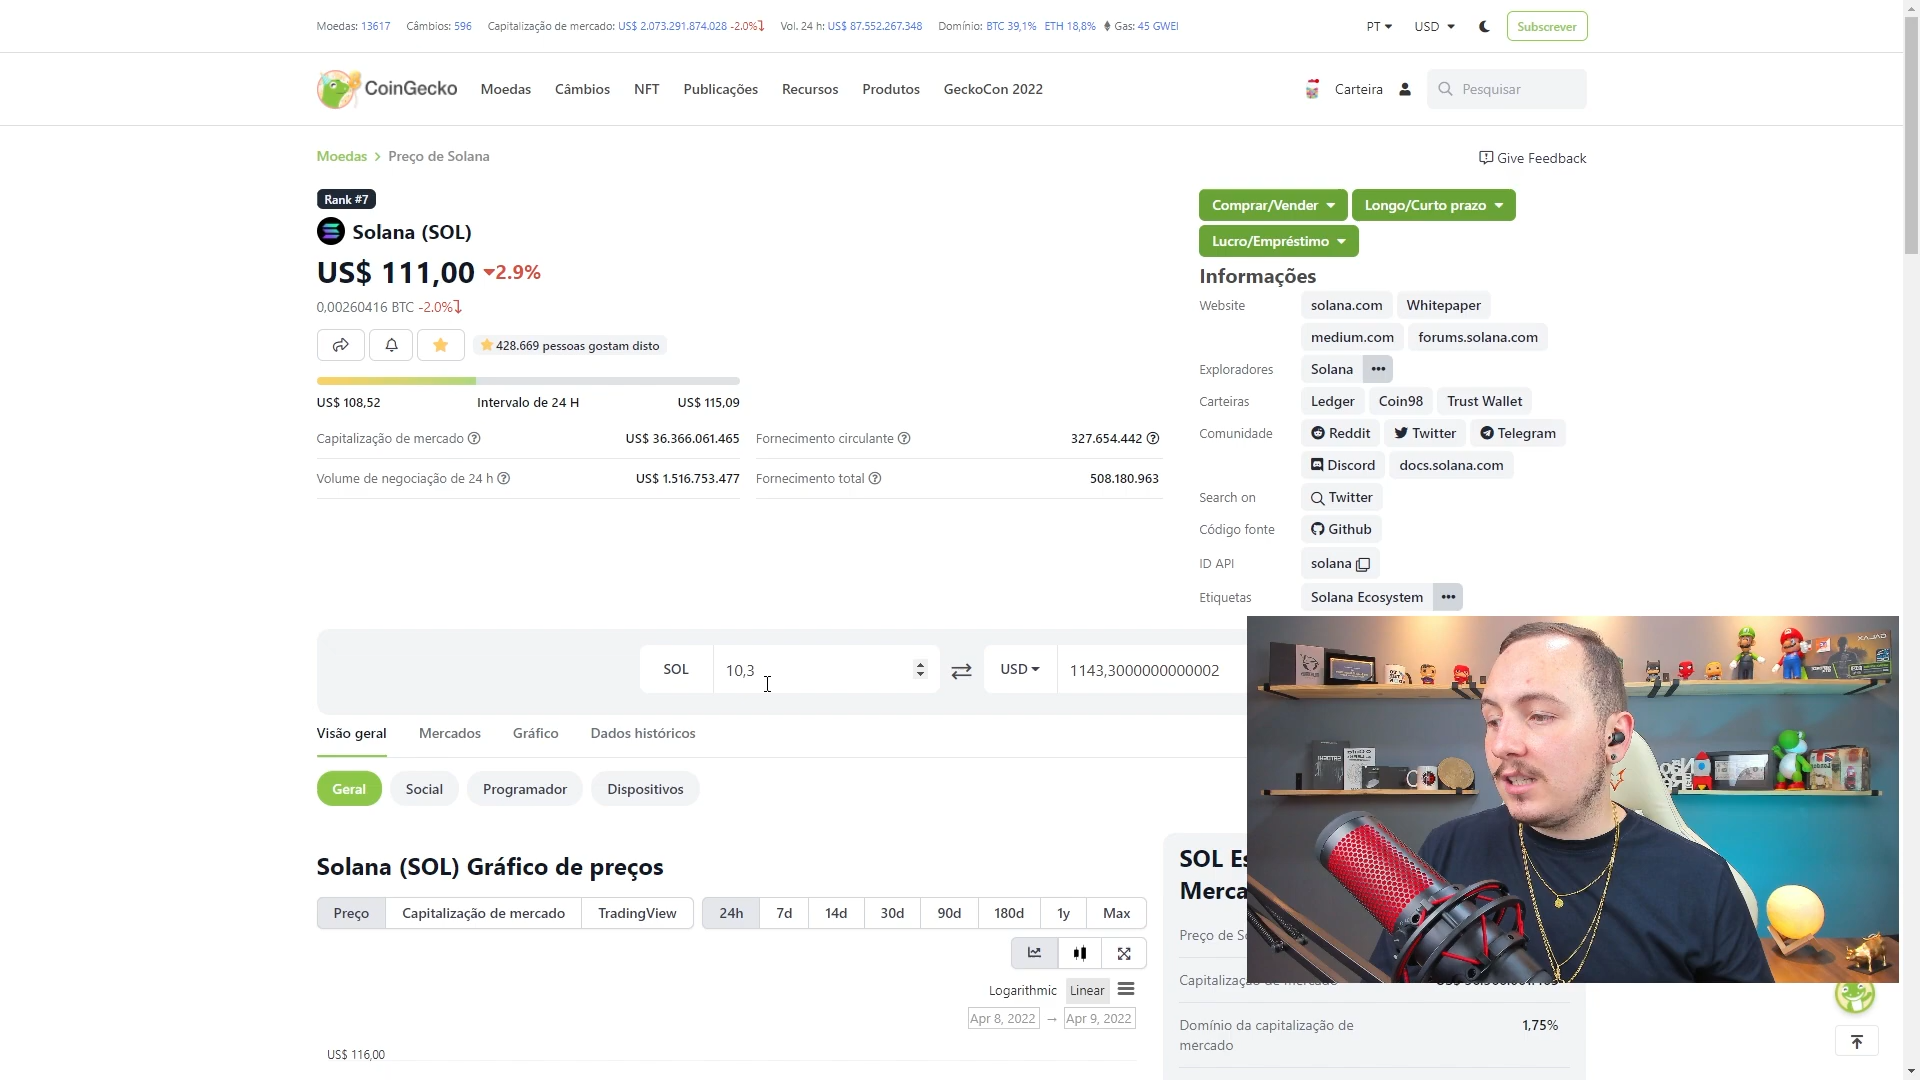 Moedas: 13617 Câmbios: 596 Capitalização de mercado: US$ 2.073.291.874.028 -2.0% Vol. 24 h: US$ 87.552.267.348 Domínio: BTC 39,1% ETH 18,8% Gas: 45 GWEI PT USD Subscrever
CoinGecko Moedas Câmbios NFT Publicações Recursos Produtos GeckoCon 2022 Carteira Pesquisar
Moedas > Preço de Solana
Give Feedback
Rank #7
Solana (SOL)
US$ 111,00 2.9%
0,00260416 BTC -2.0%
428.669 pessoas gostam disto
US$ 108,52 Intervalo de 24 H US$ 115,09
Capitalização de mercado US$ 36.366.061.465 Fornecimento circulante 327.654.442
Volume de negociação de 24 h US$ 1.516.753.477 Fornecimento total 508.180.963
Comprar/Vender Longo/Curto prazo
Lucro/Empréstimo
Informações
Website solana.com Whitepaper
medium.com forums.solana.com
Exploradores Solana •••
Carteiras Ledger Coin98 Trust Wallet
Comunidade Reddit Twitter Telegram
Discord docs.solana.com
Search on Twitter
Código fonte Github
ID API solana
Etiquetas Solana Ecosystem •••
SOL 10,3 USD 1143,3000000000002
Visão geral Mercados Gráfico Dados históricos
Geral Social Programador Dispositivos
Solana (SOL) Gráfico de preços
Preço Capitalização de mercado TradingView 24h 7d 14d 30d 90d 180d 1y Max
Logarithmic Linear
Apr 8, 2022 → Apr 9, 2022
US$ 116,00
SOL
Preço de
Domínio da capitalização de 1,75%
mercado